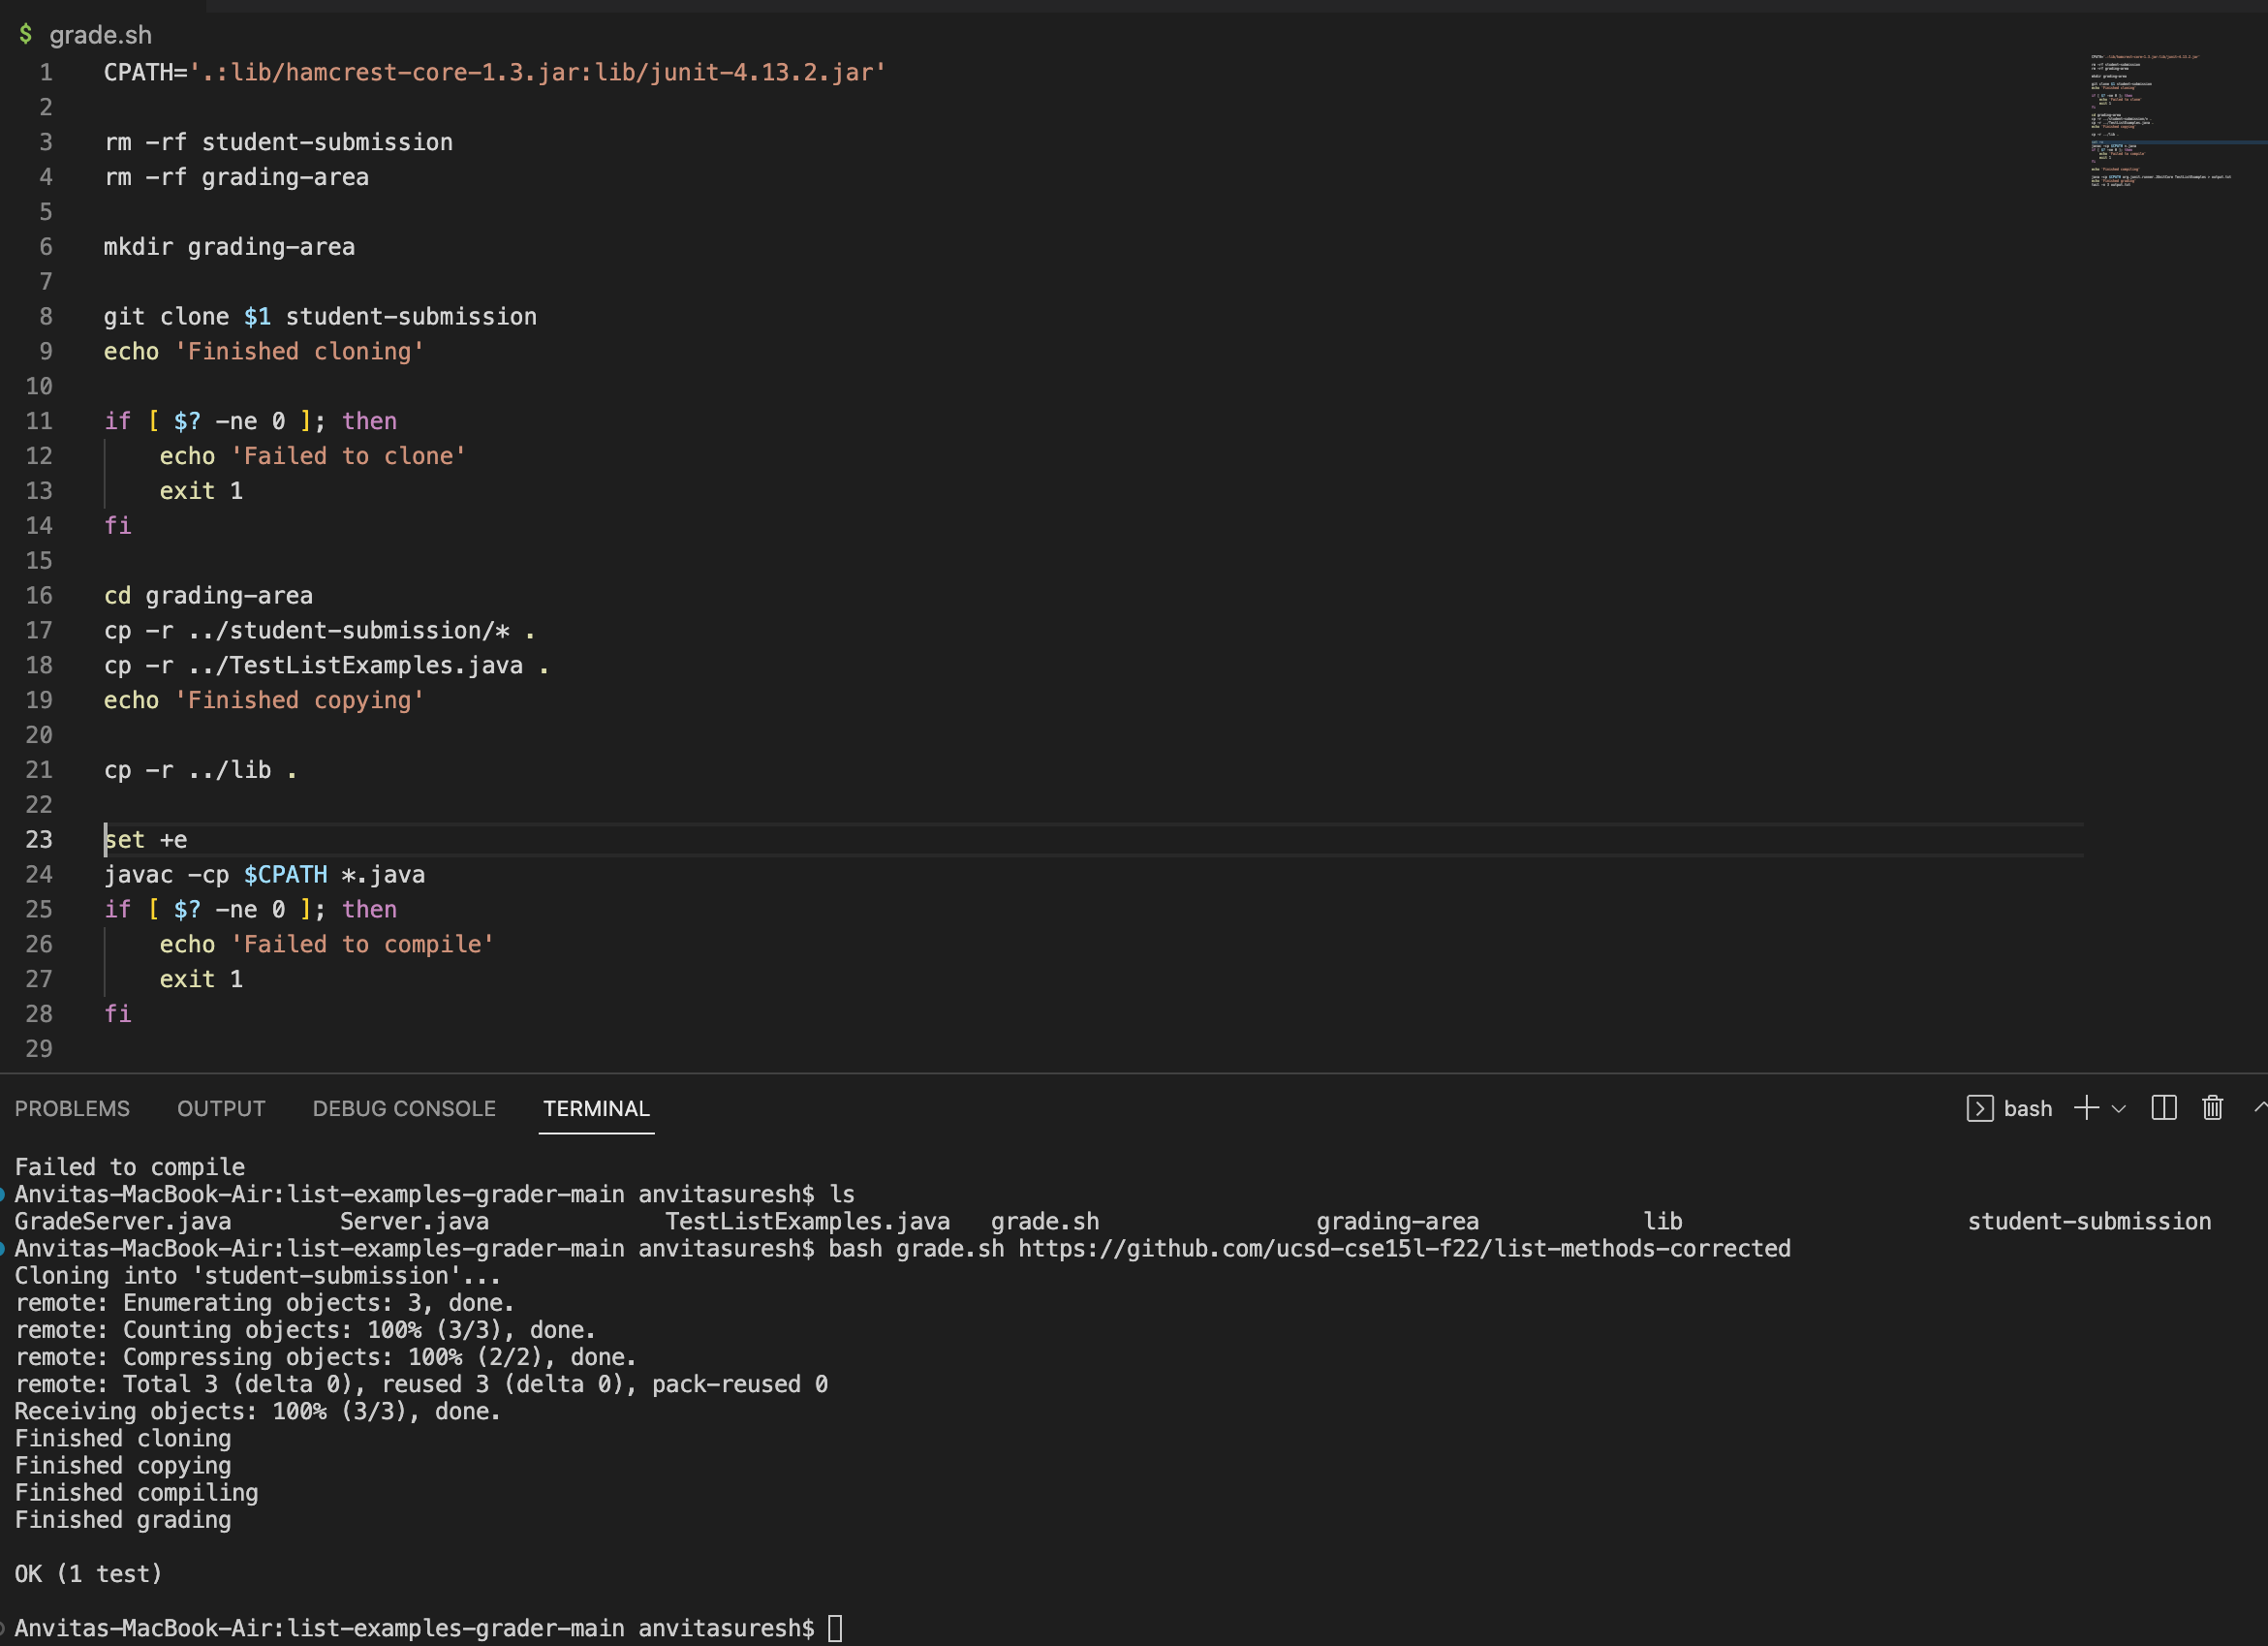 $ grade.sh
1 CPATH='.:lib/hamcrest-core-1.3.jar:lib/junit-4.13.2.jar'
2
3 rm -rf student-submission
4 rm -rf grading-area
5
6 mkdir grading-area
7
8 git clone $1 student-submission
9 echo 'Finished cloning'
10
11 if [ $? -ne 0 ]; then
12     echo 'Failed to clone'
13     exit 1
14 fi
15
16 cd grading-area
17 cp -r ../student-submission/* .
18 cp -r ../TestListExamples.java .
19 echo 'Finished copying'
20
21 cp -r ../lib .
22
23 set +e
24 javac -cp $CPATH *.java
25 if [ $? -ne 0 ]; then
26     echo 'Failed to compile'
27     exit 1
28 fi
29
PROBLEMS OUTPUT DEBUG CONSOLE TERMINAL bash
Failed to compile
Anvitas-MacBook-Air:list-examples-grader-main anvitasuresh$ ls
GradeServer.java Server.java TestListExamples.java grade.sh grading-area lib student-submission
Anvitas-MacBook-Air:list-examples-grader-main anvitasuresh$ bash grade.sh https://github.com/ucsd-cse15l-f22/list-methods-corrected
Cloning into 'student-submission'...
remote: Enumerating objects: 3, done.
remote: Counting objects: 100% (3/3), done.
remote: Compressing objects: 100% (2/2), done.
remote: Total 3 (delta 0), reused 3 (delta 0), pack-reused 0
Receiving objects: 100% (3/3), done.
Finished cloning
Finished copying
Finished compiling
Finished grading
OK (1 test)
Anvitas-MacBook-Air:list-examples-grader-main anvitasuresh$